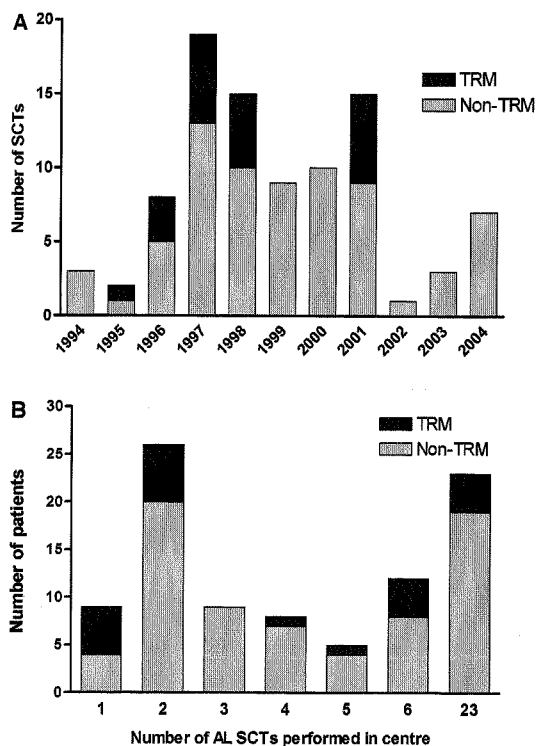 A
20
15
10
5
0
Number of SCTs
TRM
Non-TRM
1994 1995 1996 1997 1998 1999 2000 2001 2002 2003 2004
B
30
25
20
15
10
5
0
Number of patients
TRM
Non-TRM
1 2 3 4 5 6 23
Number of AL SCTs performed in centre